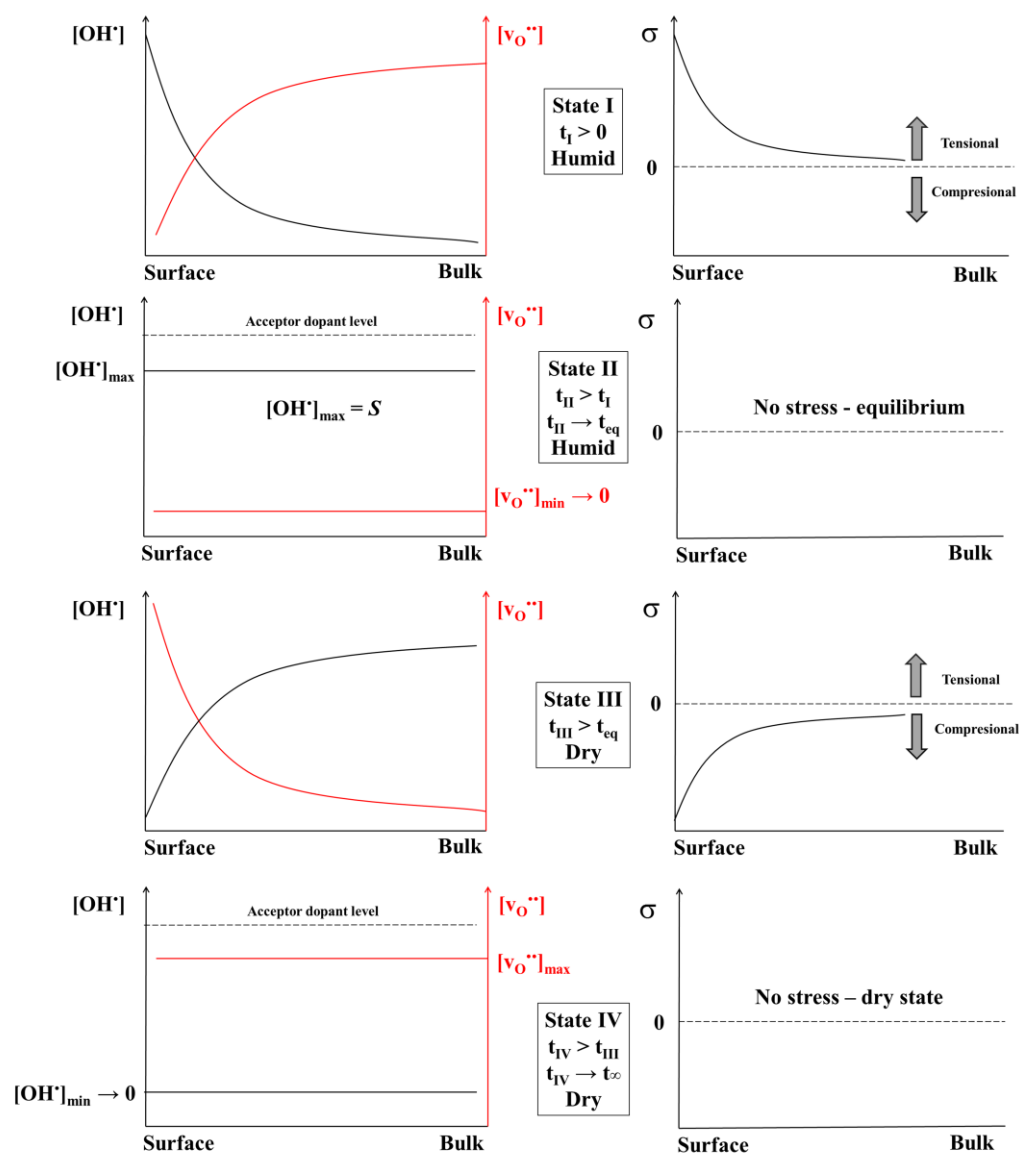 [OH•]
[vO••]
σ
State I
tI > 0
Humid
0
Tensional
Compresional
Surface
Bulk
Surface
Bulk
[OH•]
Acceptor dopant level
[vO••]
σ
[OH•]max
[OH•]max = S
State II
tII > tI
tII → teq
Humid
No stress - equilibrium
0
[vO••]min → 0
Surface
Bulk
Surface
Bulk
[OH•]
[vO••]
σ
State III
tIII > teq
Dry
0
Tensional
Compresional
Surface
Bulk
Surface
Bulk
[OH•]
Acceptor dopant level
[vO••]
σ
[vO••]max
No stress – dry state
0
State IV
tIV > tIII
tIV → t∞
Dry
[OH•]min → 0
Surface
Bulk
Surface
Bulk